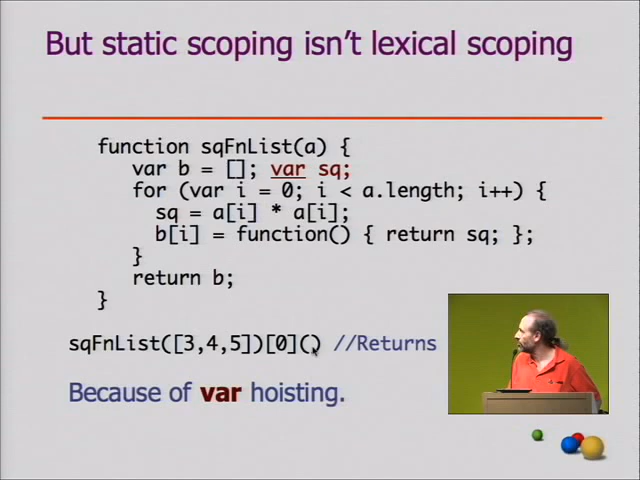 But static scoping isn't lexical scoping
function sqFnList(a) {
var b = []; var sq;
for (var i = 0; i < a.length; i++) {
sq = a[i] * a[i];
b[i] = function() { return sq; };
}
return b;
}
sqFnList([3,4,5])[0]() //Returns
Because of var hoisting.